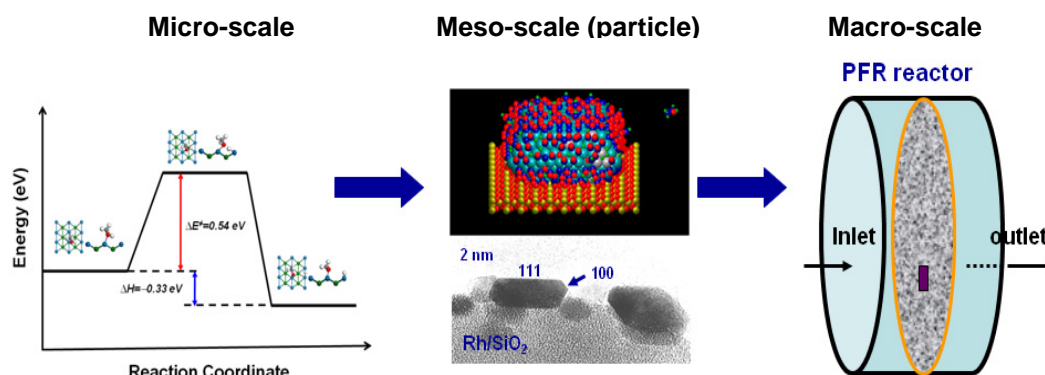 Micro-scale
Meso-scale (particle)
Macro-scale
PFR reactor
Energy (eV)
ΔE≠=0.54 eV
ΔH=−0.33 eV
Reaction Coordinate
2 nm
111
100
Rh/SiO₂
Inlet
outlet